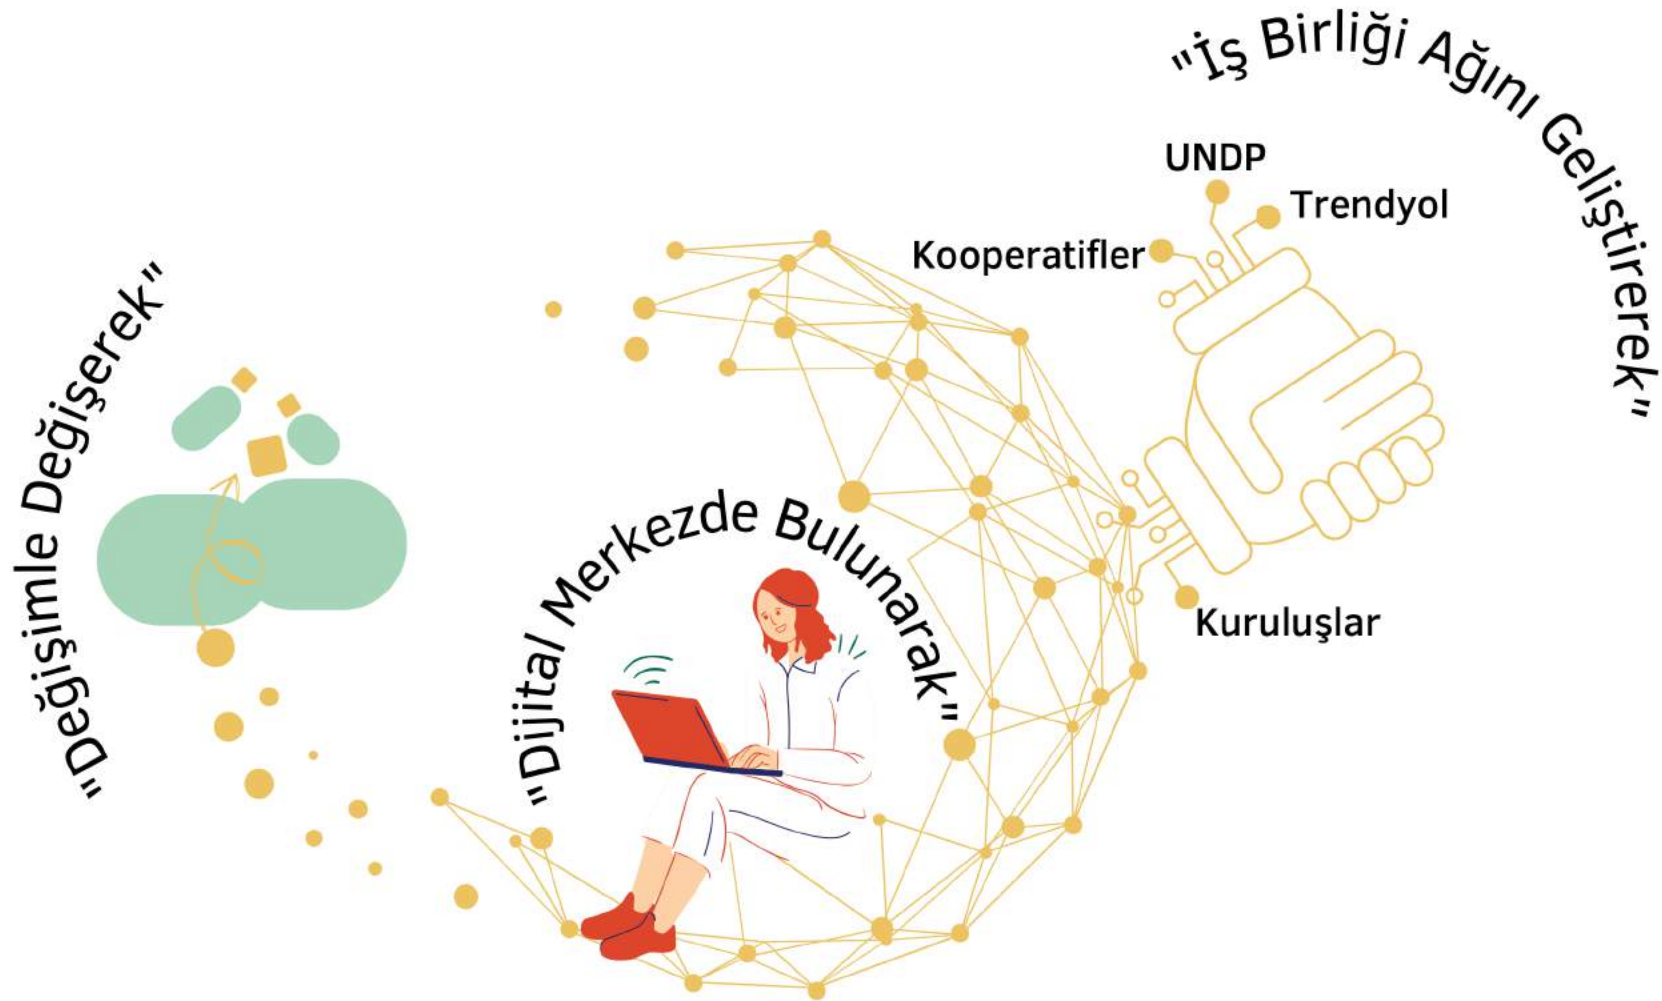 "Değişimle Değişerek"
"Dijital Merkezde Bulunarak"
"İş Birliği Ağını Geliştirerek"
UNDP
Trendyol
Kooperatifler
Kuruluşlar